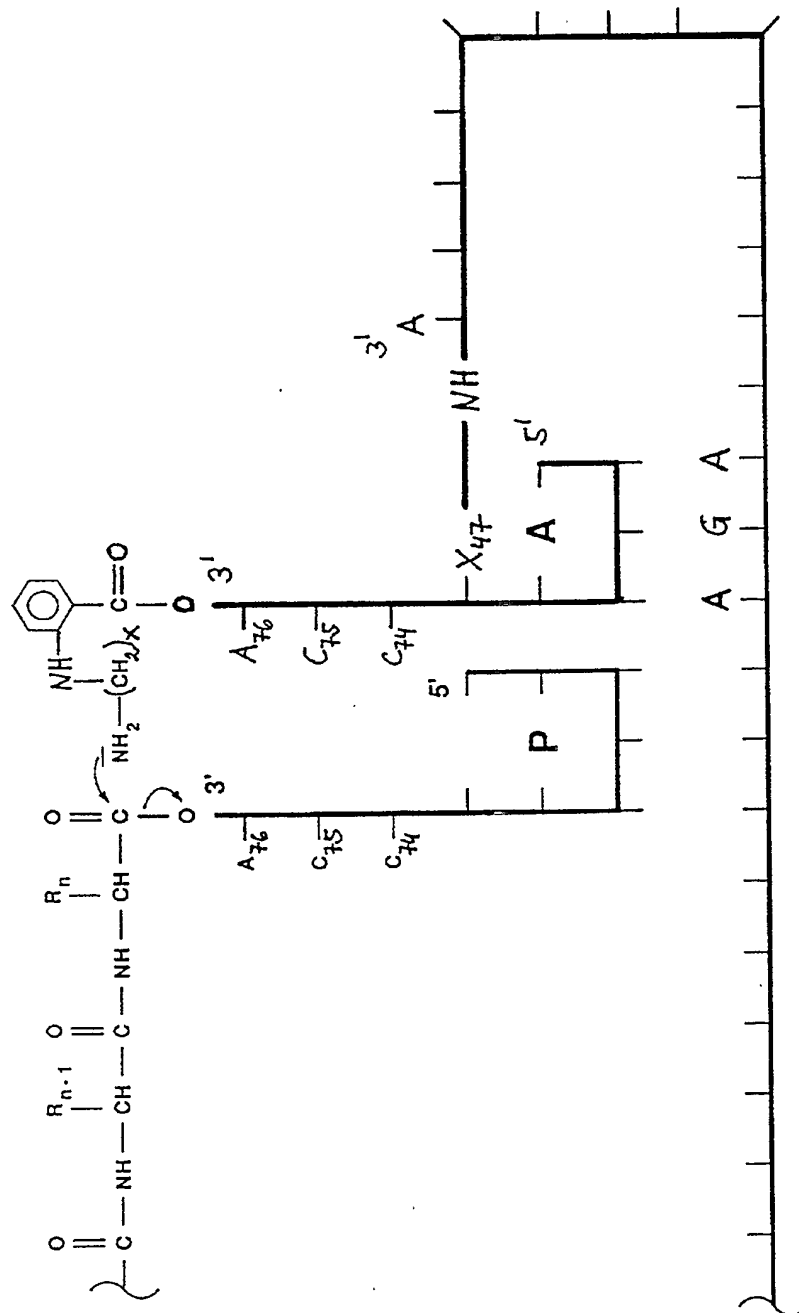 O R n-1 O R n O NH
C — NH — CH — C — NH — CH — C NH2 — (CH2)X C=O
O O
3' 3'
A76 A76
C75 C75
C74 C74
3' A
5' X47 NH
P A 5'
A G A